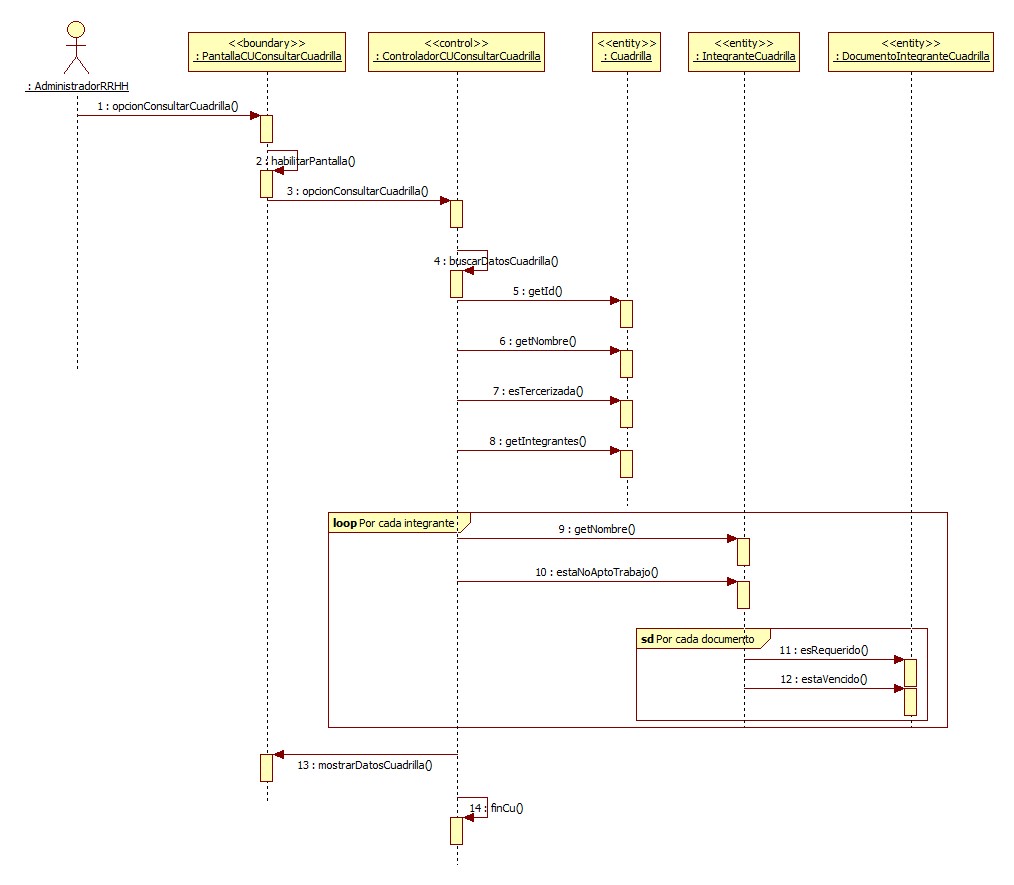 <<boundary>>
: PantallaCUConsultarCuadrilla
<<control>>
: ControladorCUConsultarCuadrilla
<<entity>>
: Cuadrilla
<<entity>>
: IntegranteCuadrilla
<<entity>>
: DocumentoIntegranteCuadrilla
: AdministradorRRHH
1 : opcionConsultarCuadrilla()
2 : habilitarPantalla()
3 : opcionConsultarCuadrilla()
4 : buscarDatosCuadrilla()
5 : getId()
6 : getNombre()
7 : esTercerizada()
8 : getIntegrantes()
loop Por cada integrante
9 : getNombre()
10 : estaNoAptoTrabajo()
sd Por cada documento
11 : esRequerido()
12 : estaVencido()
13 : mostrarDatosCuadrilla()
14 : finCu()